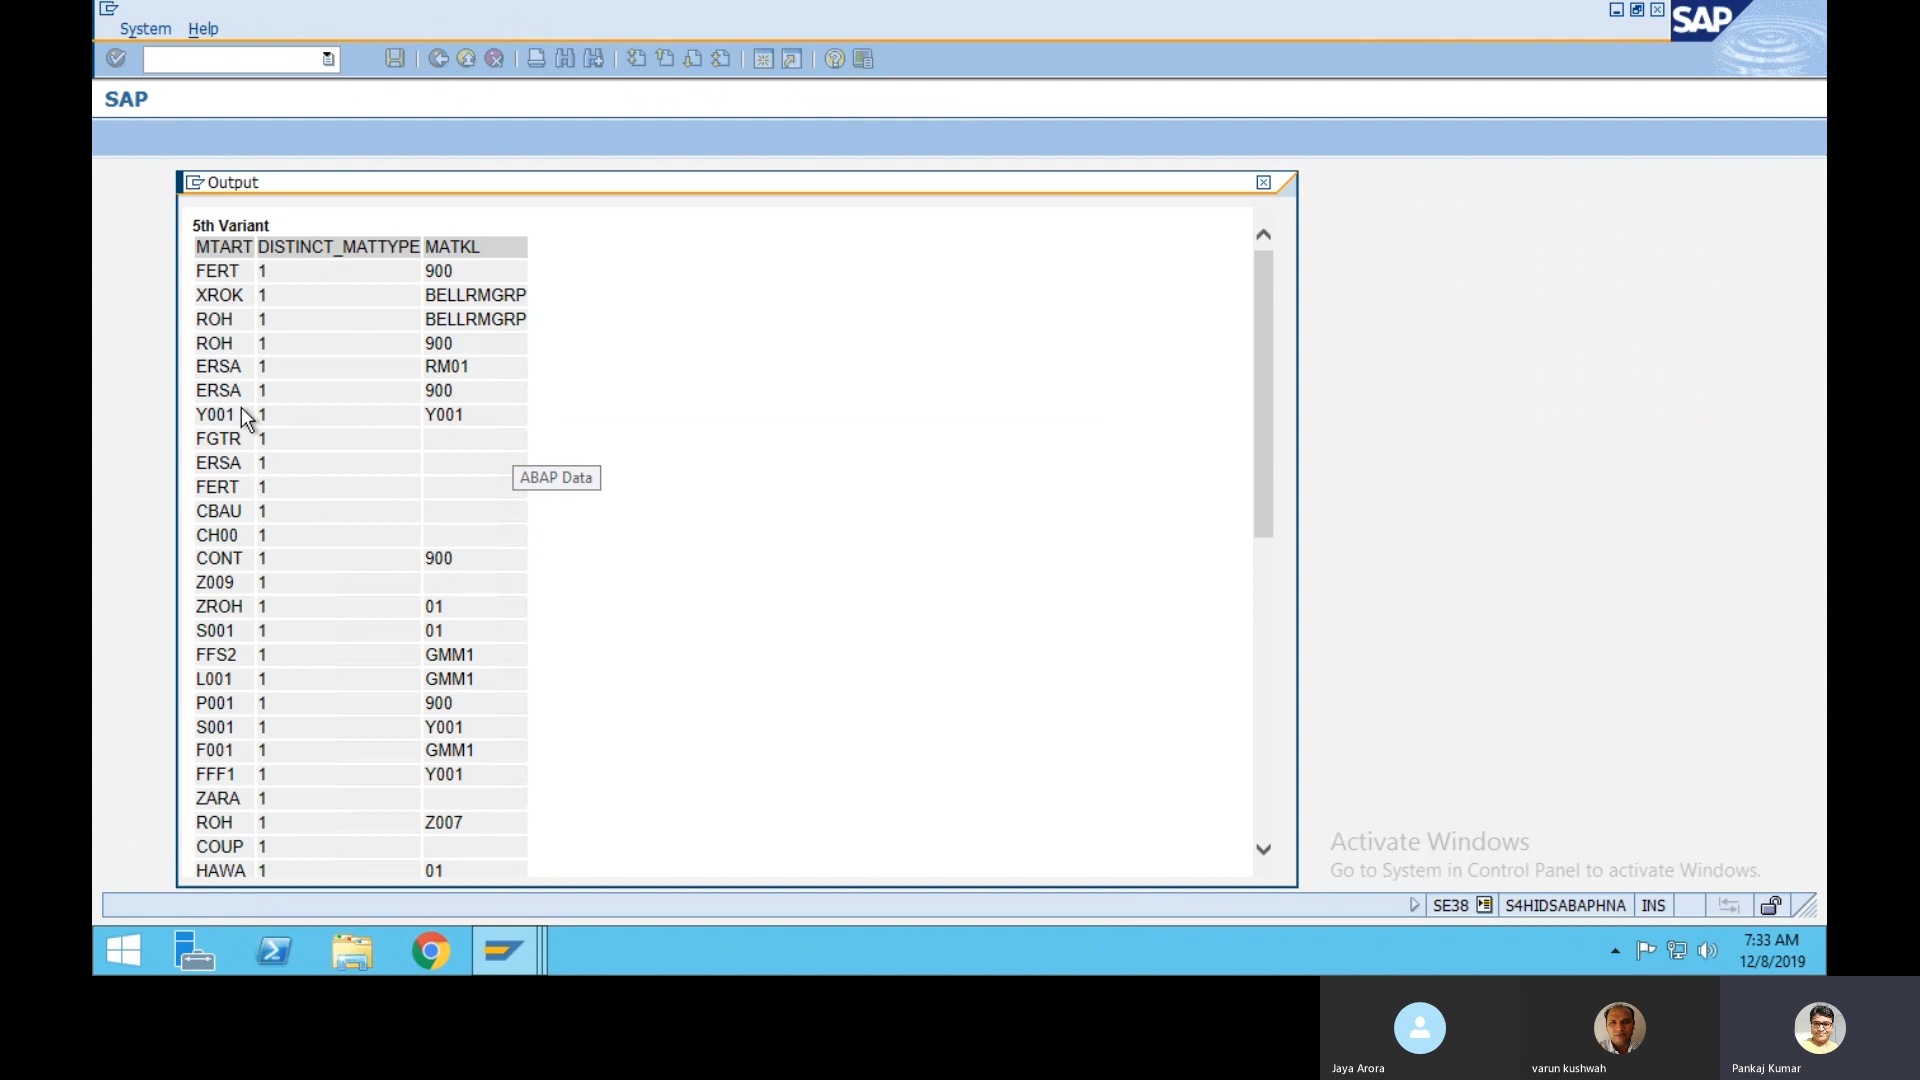 System Help
SAP
SAP
Output
5th Variant
MTART DISTINCT_MATTYPE MATKL
FERT 1 900
XROK 1 BELLRMGRP
ROH 1 BELLRMGRP
ROH 1 900
ERSA 1 RM01
ERSA 1 900
Y001 1 Y001
FGTR 1
ERSA 1
ABAP Data
FERT 1
CBAU 1
CH00 1
CONT 1 900
Z009 1
ZROH 1 01
S001 1 01
FFS2 1 GMM1
L001 1 GMM1
P001 1 900
S001 1 Y001
F001 1 GMM1
FFF1 1 Y001
ZARA 1
ROH 1 Z007
COUP 1
HAWA 1 01
Activate Windows
Go to System in Control Panel to activate Windows.
SE38 S4HIDSABAPHNA INS
7:33 AM
12/8/2019
Jaya Arora varun kushwah Pankaj Kumar